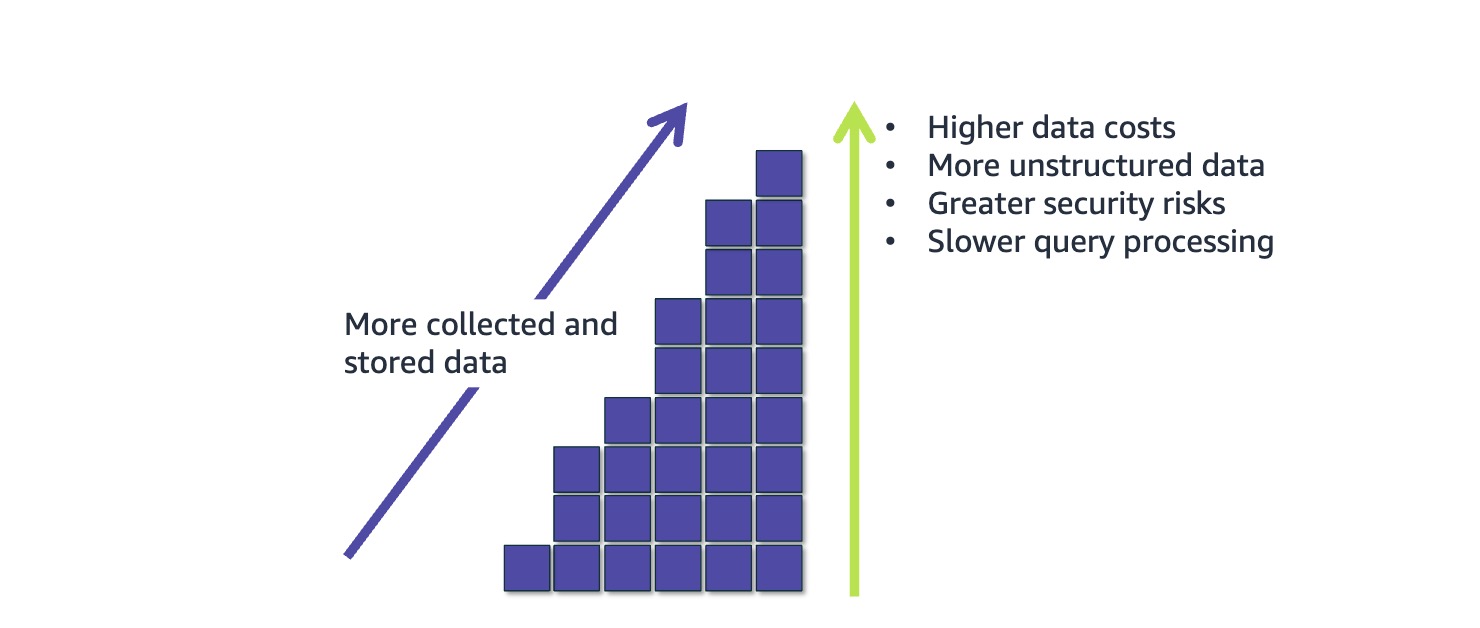 More collected and
stored data
• Higher data costs
• More unstructured data
• Greater security risks
• Slower query processing